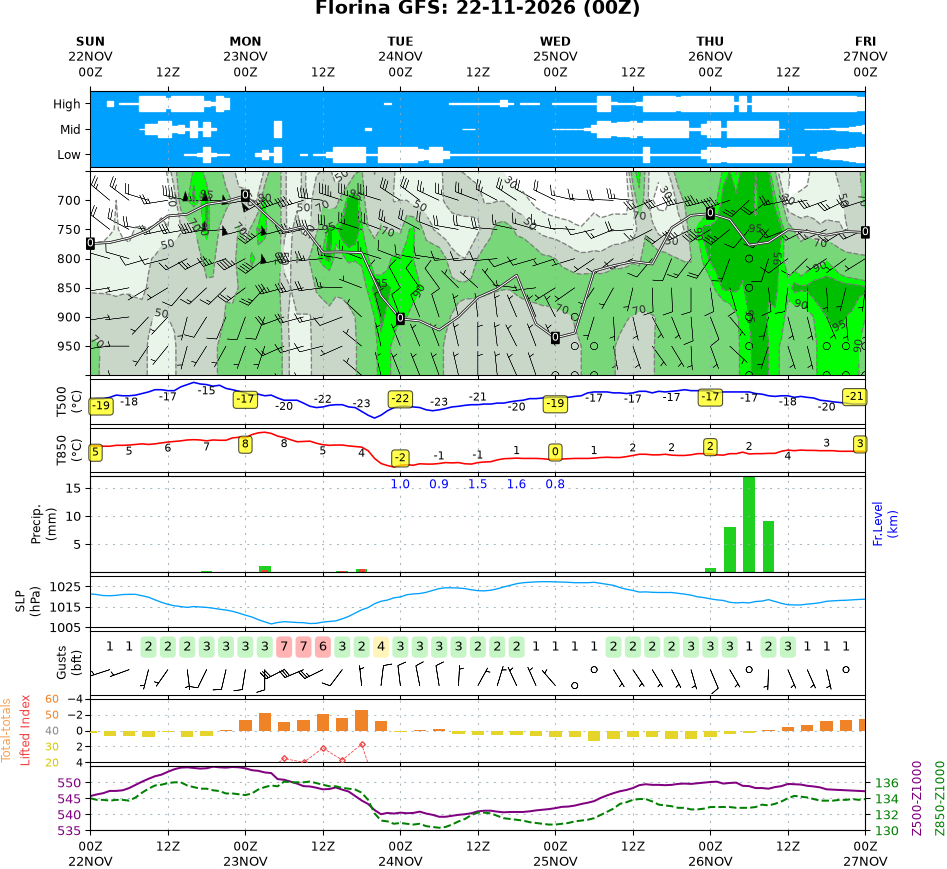 Florina GFS: 22-11-2026 (00Z)
SUN MON TUE WED THU FRI
22NOV 23NOV 24NOV 25NOV 26NOV 27NOV
00Z 12Z 00Z 12Z 00Z 12Z 00Z 12Z 00Z 12Z 00Z
High
Mid
Low
700
750
800
850
900
950
0 0 0 0 0 0
T500 (°C)
-19 -18 -17 -15 -17 -20 -22 -23 -22 -23 -21 -20 -19 -17 -17 -17 -17 -17 -18 -20 -21
T850 (°C)
5 5 6 7 8 8 5 4 -2 -1 -1 1 0 1 2 2 2 2 4 3 3
Precip. (mm)
15
10
5
1.0 0.9 1.5 1.6 0.8
Fr.Level (km)
SLP (hPa)
1025
1015
1005
Gusts (bft)
1 1 2 2 2 3 3 3 3 7 7 6 3 2 4 3 3 3 3 2 2 2 1 1 1 1 2 2 2 2 3 3 3 1 2 3 1 1 1
Total-totals
Lifted Index
60 −4
50 −2
40 0
30 2
20 4
550
545
540
535
136
134
132
130
Z500-Z1000
Z850-Z1000
00Z 12Z 00Z 12Z 00Z 12Z 00Z 12Z 00Z 12Z 00Z
22NOV 23NOV 24NOV 25NOV 26NOV 27NOV